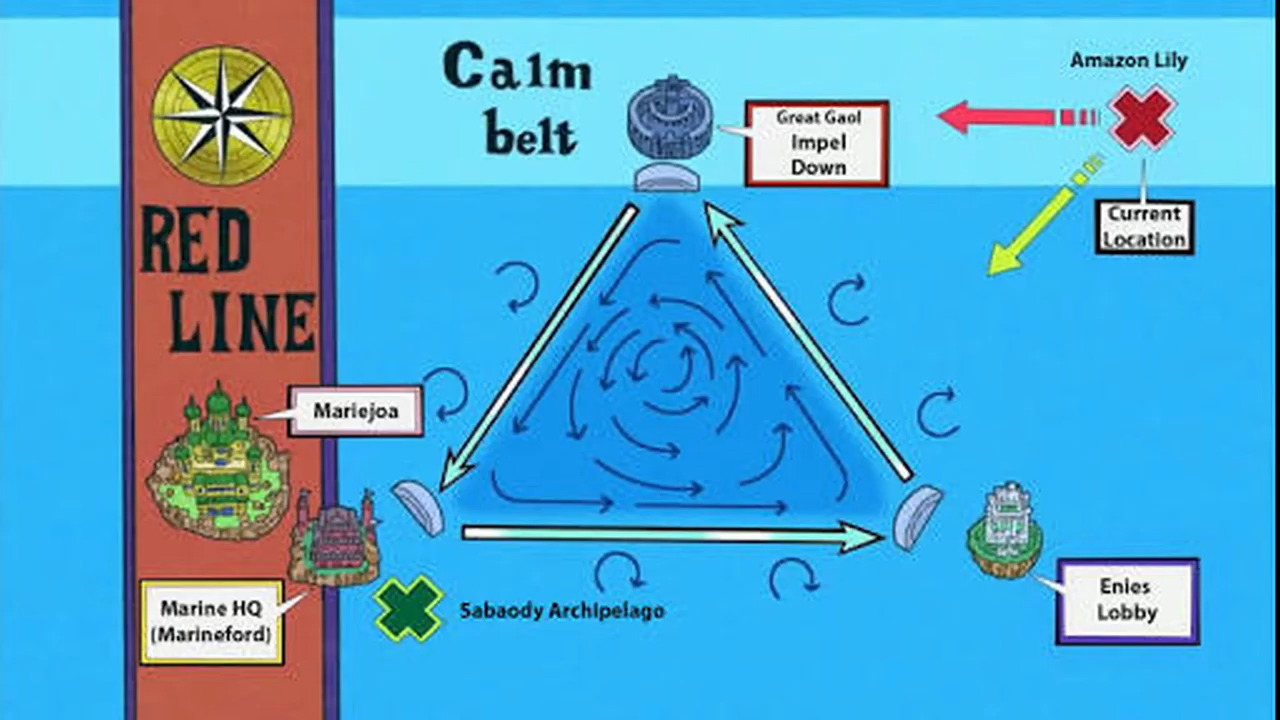 Calm
belt
Amazon Lily
Great Gaol
Impel
Down
Current
Location
RED
LINE
Mariejoa
Marine HQ
(Marineford)
Sabaody Archipelago
Enies
Lobby